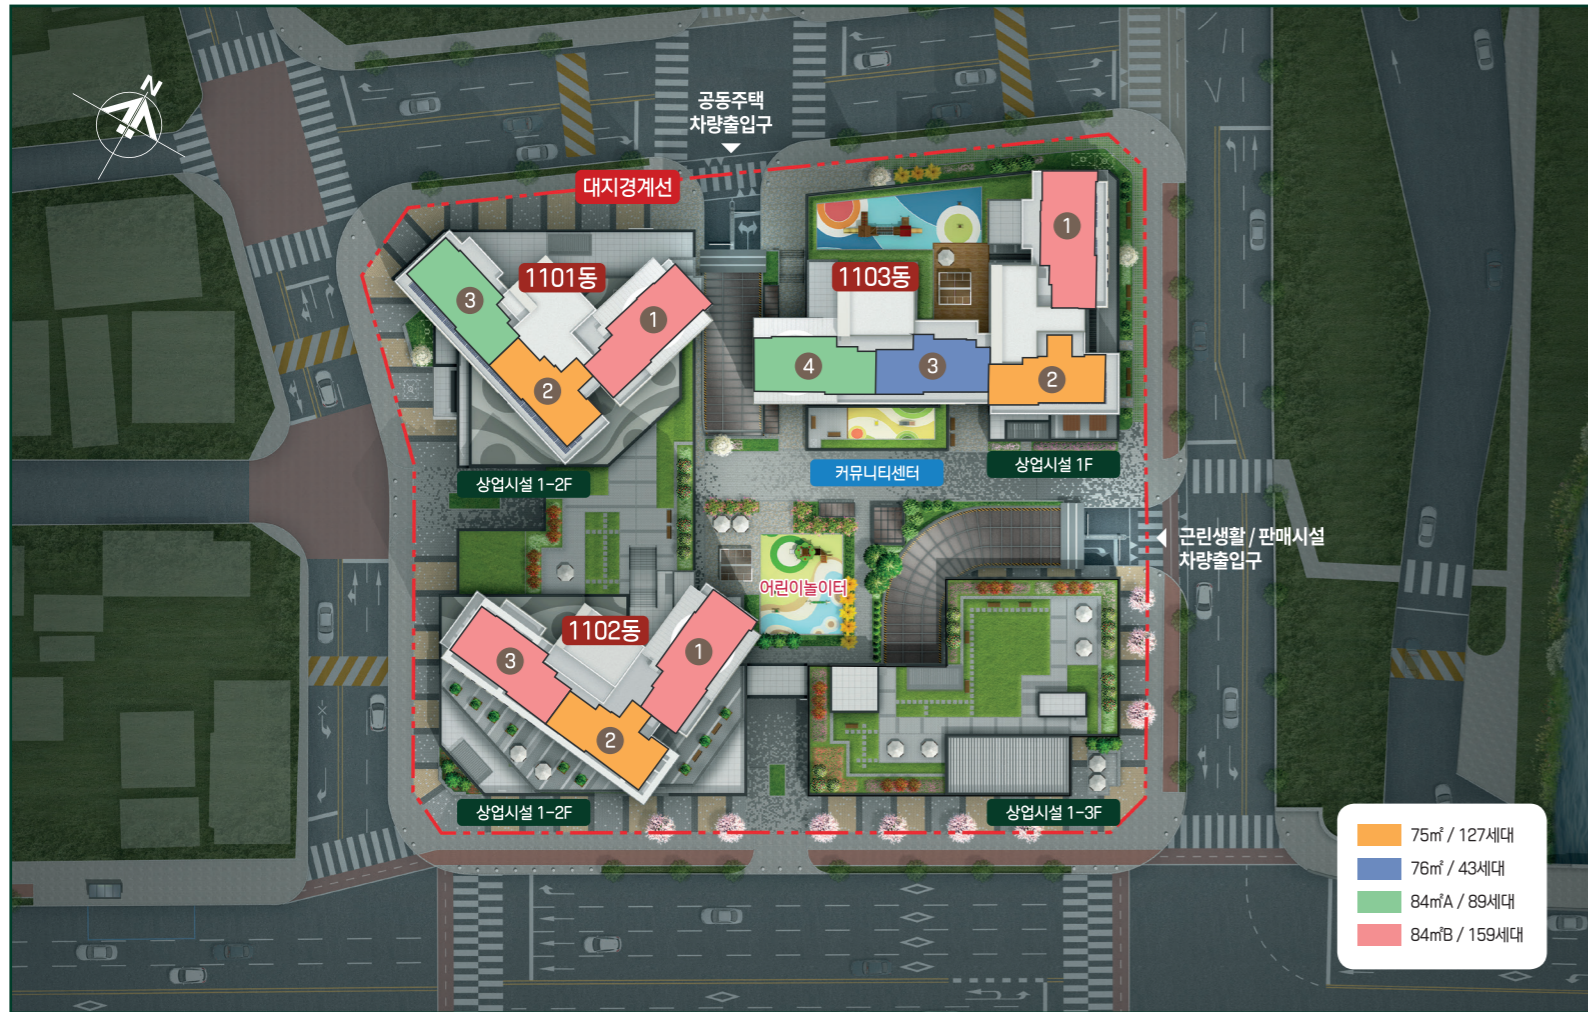 N
공동주택
차량출입구
대지경계선
1101동
3
1
2
1103동
1
4
3
2
상업시설 1-2F
커뮤니티센터
상업시설 1F
근린생활 / 판매시설
차량출입구
어린이놀이터
1102동
3
1
2
상업시설 1-2F
상업시설 1-3F
75㎡ / 127세대
76㎡ / 43세대
84㎡A / 89세대
84㎡B / 159세대